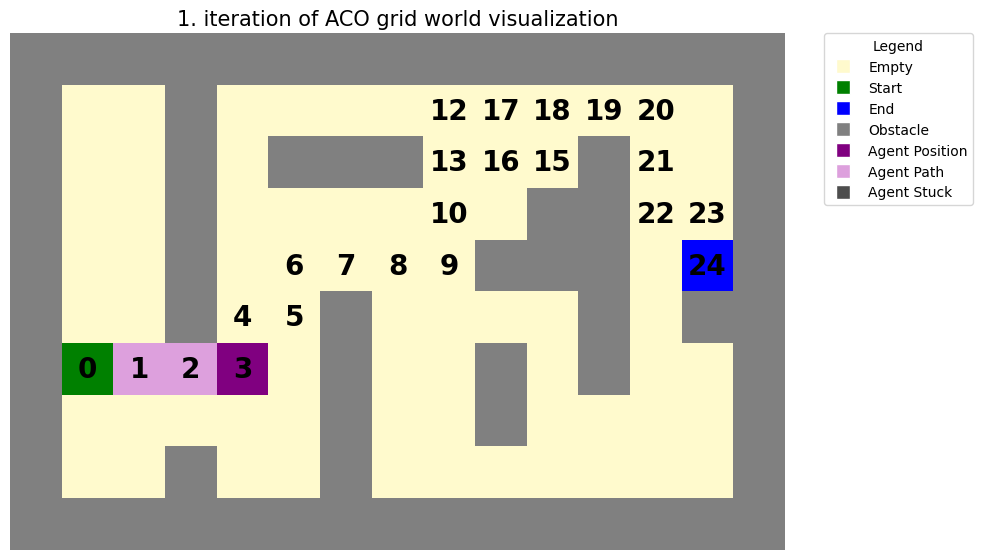 1. iteration of ACO grid world visualization
Legend
Empty
Start
End
Obstacle
Agent Position
Agent Path
Agent Stuck
12 17 18 19 20
13 16 15 21
10 22 23
6 7 8 9 24
4 5
0 1 2 3